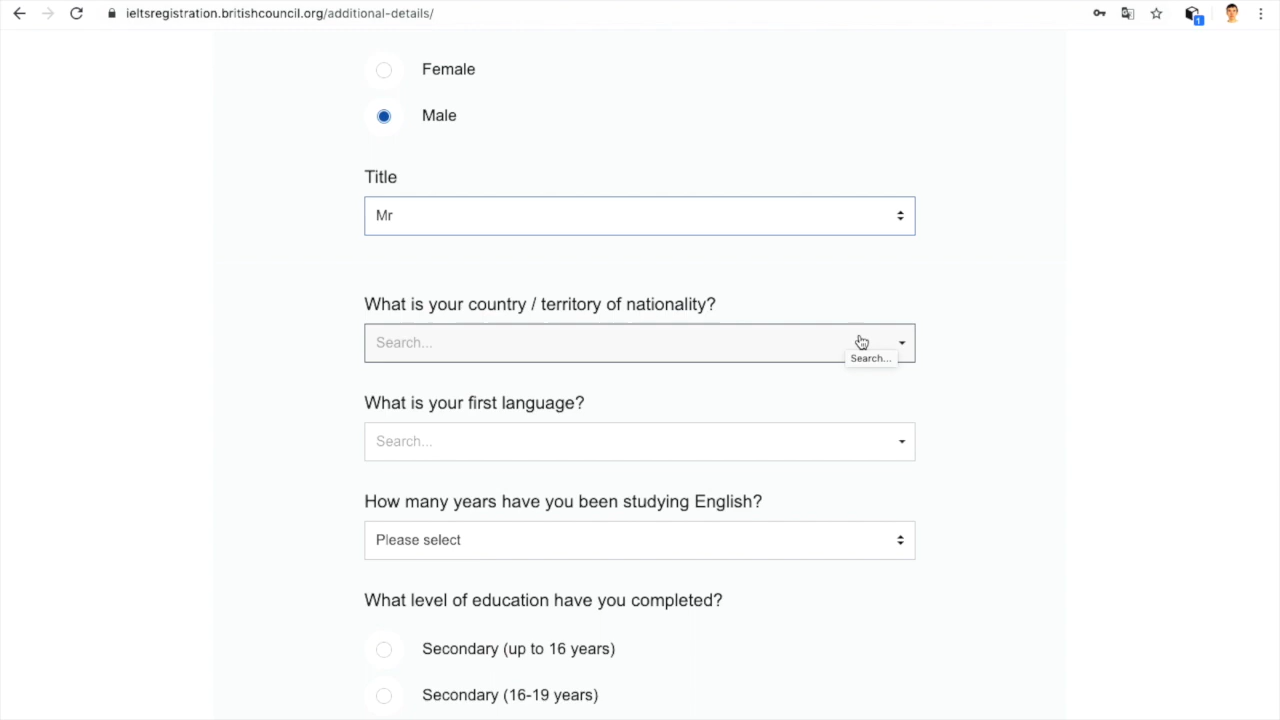 ieltsregistration.britishcouncil.org/additional-details/
1
Female
Male
Title
Mr
What is your country / territory of nationality?
Search...
Search...
What is your first language?
Search...
How many years have you been studying English?
Please select
What level of education have you completed?
Secondary (up to 16 years)
Secondary (16-19 years)